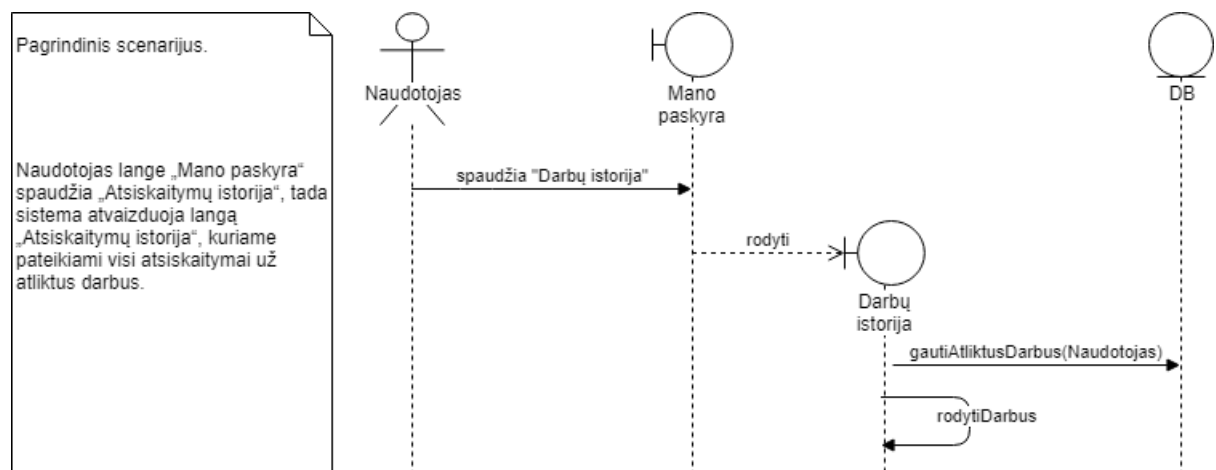 Pagrindinis scenarijus.
Naudotojas lange „Mano paskyra“
spaudžia „Atsiskaitymų istorija“, tada
sistema atvaizduoja langą
„Atsiskaitymų istorija“, kuriame
pateikiami visi atsiskaitymai už
atliktus darbus.
Naudotojas
Mano
paskyra
DB
spaudžia "Darbų istorija"
rodyti
Darbų
istorija
gautiAtliktusDarbus(Naudotojas)
rodytiDarbus